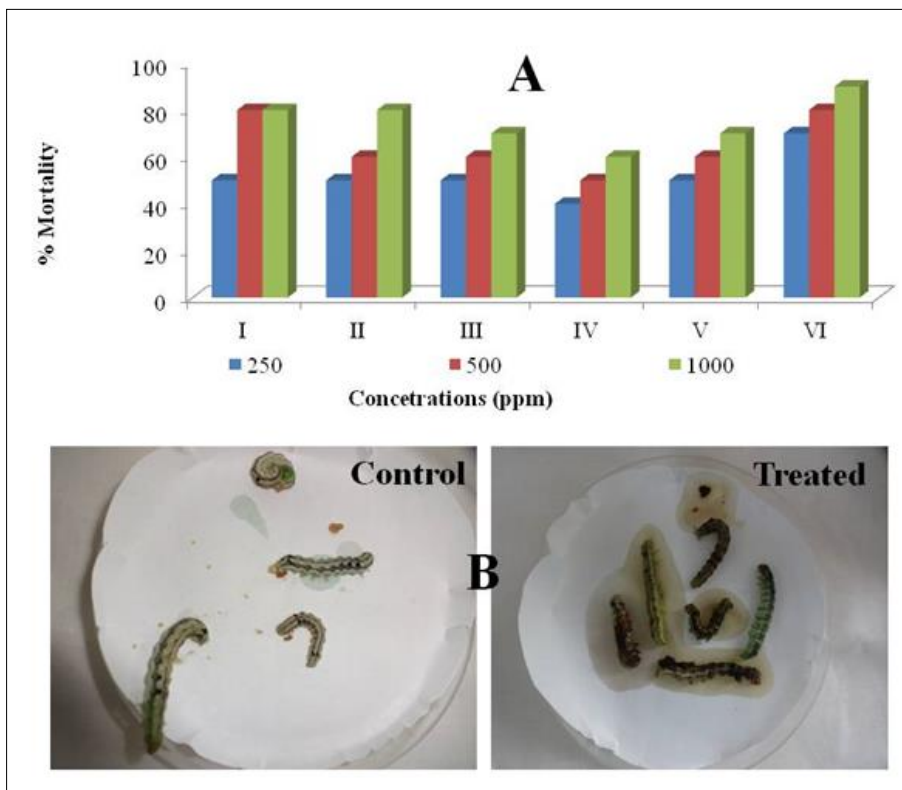 A
100
80
60
40
20
0
% Mortality
I II III IV V VI
250 500 1000
Concetrations (ppm)
Control
Treated
B